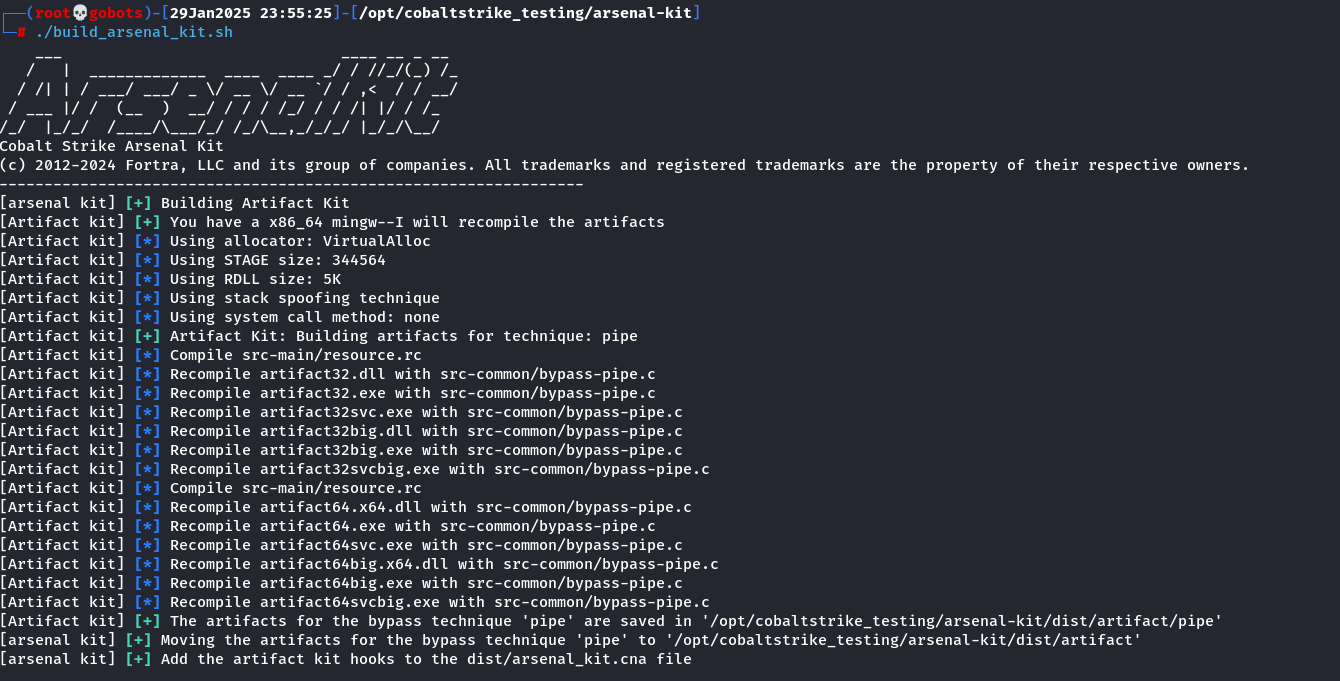 (root💀gobots)-[29Jan2025 23:55:25]-[/opt/cobaltstrike_testing/arsenal-kit]
# ./build_arsenal_kit.sh
Arsenal Kit
Cobalt Strike Arsenal Kit
(c) 2012-2024 Fortra, LLC and its group of companies. All trademarks and registered trademarks are the property of their respective owners.
-----------------------------------------------------------------
[arsenal kit] [+] Building Artifact Kit
[Artifact kit] [+] You have a x86_64 mingw--I will recompile the artifacts
[Artifact kit] [*] Using allocator: VirtualAlloc
[Artifact kit] [*] Using STAGE size: 344564
[Artifact kit] [*] Using RDLL size: 5K
[Artifact kit] [*] Using stack spoofing technique
[Artifact kit] [*] Using system call method: none
[Artifact kit] [+] Artifact Kit: Building artifacts for technique: pipe
[Artifact kit] [*] Compile src-main/resource.rc
[Artifact kit] [*] Recompile artifact32.dll with src-common/bypass-pipe.c
[Artifact kit] [*] Recompile artifact32.exe with src-common/bypass-pipe.c
[Artifact kit] [*] Recompile artifact32svc.exe with src-common/bypass-pipe.c
[Artifact kit] [*] Recompile artifact32big.dll with src-common/bypass-pipe.c
[Artifact kit] [*] Recompile artifact32big.exe with src-common/bypass-pipe.c
[Artifact kit] [*] Recompile artifact32svcbig.exe with src-common/bypass-pipe.c
[Artifact kit] [*] Compile src-main/resource.rc
[Artifact kit] [*] Recompile artifact64.x64.dll with src-common/bypass-pipe.c
[Artifact kit] [*] Recompile artifact64.exe with src-common/bypass-pipe.c
[Artifact kit] [*] Recompile artifact64svc.exe with src-common/bypass-pipe.c
[Artifact kit] [*] Recompile artifact64big.x64.dll with src-common/bypass-pipe.c
[Artifact kit] [*] Recompile artifact64big.exe with src-common/bypass-pipe.c
[Artifact kit] [*] Recompile artifact64svcbig.exe with src-common/bypass-pipe.c
[Artifact kit] [+] The artifacts for the bypass technique 'pipe' are saved in '/opt/cobaltstrike_testing/arsenal-kit/dist/artifact/pipe'
[arsenal kit] [+] Moving the artifacts for the bypass technique 'pipe' to '/opt/cobaltstrike_testing/arsenal-kit/dist/artifact'
[arsenal kit] [+] Add the artifact kit hooks to the dist/arsenal_kit.cna file